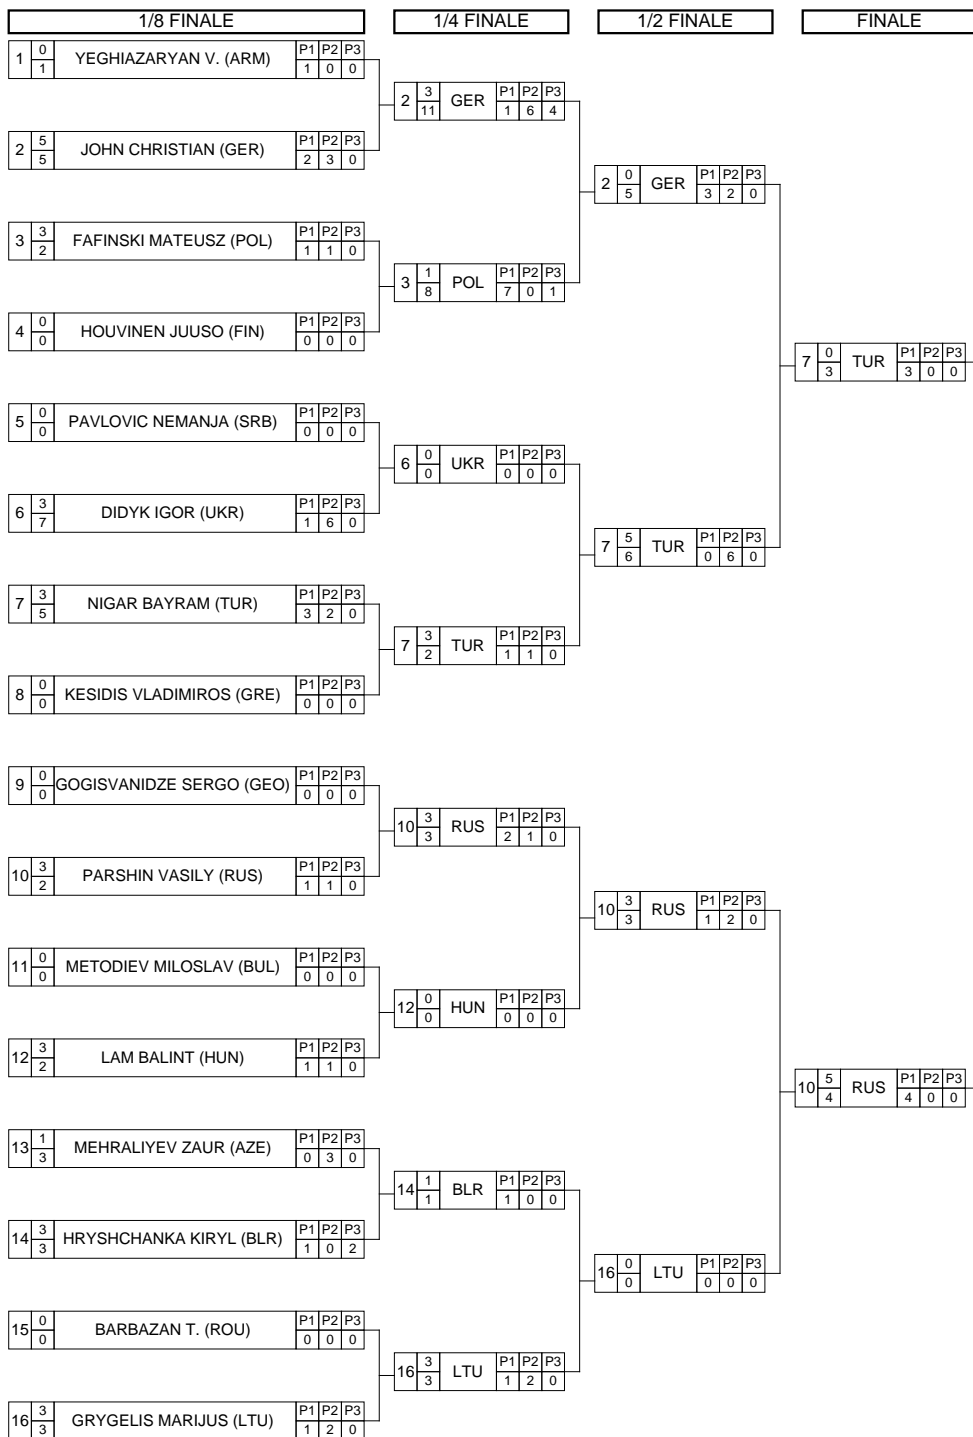 1/8 FINALE 1/4 FINALE 1/2 FINALE FINALE
1 0 1 YEGHIAZARYAN V. (ARM) P1 P2 P3 1 0 0
2 3 11 GER P1 P2 P3 1 6 4
2 5 5 JOHN CHRISTIAN (GER) P1 P2 P3 2 3 0
2 0 5 GER P1 P2 P3 3 2 0
3 3 2 FAFINSKI MATEUSZ (POL) P1 P2 P3 1 1 0
3 1 8 POL P1 P2 P3 7 0 1
4 0 0 HOUVINEN JUUSO (FIN) P1 P2 P3 0 0 0
7 0 3 TUR P1 P2 P3 3 0 0
5 0 0 PAVLOVIC NEMANJA (SRB) P1 P2 P3 0 0 0
6 0 0 UKR P1 P2 P3 0 0 0
6 3 7 DIDYK IGOR (UKR) P1 P2 P3 1 6 0
7 5 6 TUR P1 P2 P3 0 6 0
7 3 5 NIGAR BAYRAM (TUR) P1 P2 P3 3 2 0
7 3 2 TUR P1 P2 P3 1 1 0
8 0 0 KESIDIS VLADIMIROS (GRE) P1 P2 P3 0 0 0
9 0 0 GOGISVANIDZE SERGO (GEO) P1 P2 P3 0 0 0
10 3 3 RUS P1 P2 P3 2 1 0
10 3 2 PARSHIN VASILY (RUS) P1 P2 P3 1 1 0
10 3 3 RUS P1 P2 P3 1 2 0
11 0 0 METODIEV MILOSLAV (BUL) P1 P2 P3 0 0 0
12 0 0 HUN P1 P2 P3 0 0 0
12 3 2 LAM BALINT (HUN) P1 P2 P3 1 1 0
10 5 4 RUS P1 P2 P3 4 0 0
13 1 3 MEHRALIYEV ZAUR (AZE) P1 P2 P3 0 3 0
14 1 1 BLR P1 P2 P3 1 0 0
14 3 3 HRYSHCHANKA KIRYL (BLR) P1 P2 P3 1 0 2
16 0 0 LTU P1 P2 P3 0 0 0
15 0 0 BARBAZAN T. (ROU) P1 P2 P3 0 0 0
16 3 3 LTU P1 P2 P3 1 2 0
16 3 3 GRYGELIS MARIJUS (LTU) P1 P2 P3 1 2 0